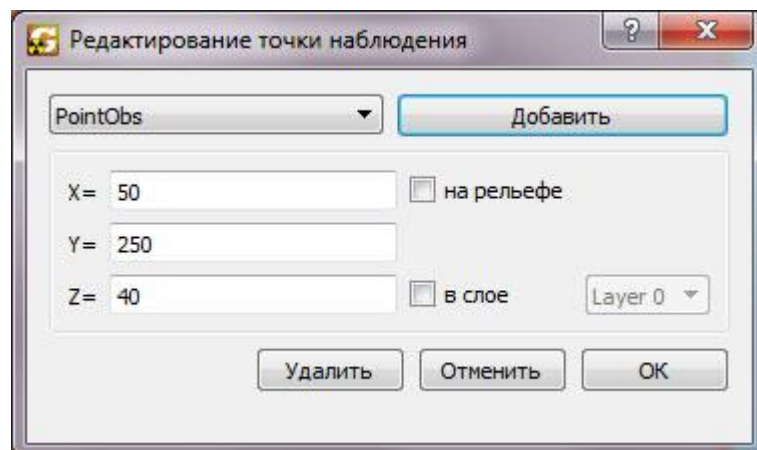 Редактирование точки наблюдения
?
PointObs Добавить
X= 50 на рельефе
Y= 250
Z= 40 в слое Layer 0
Удалить Отменить OK